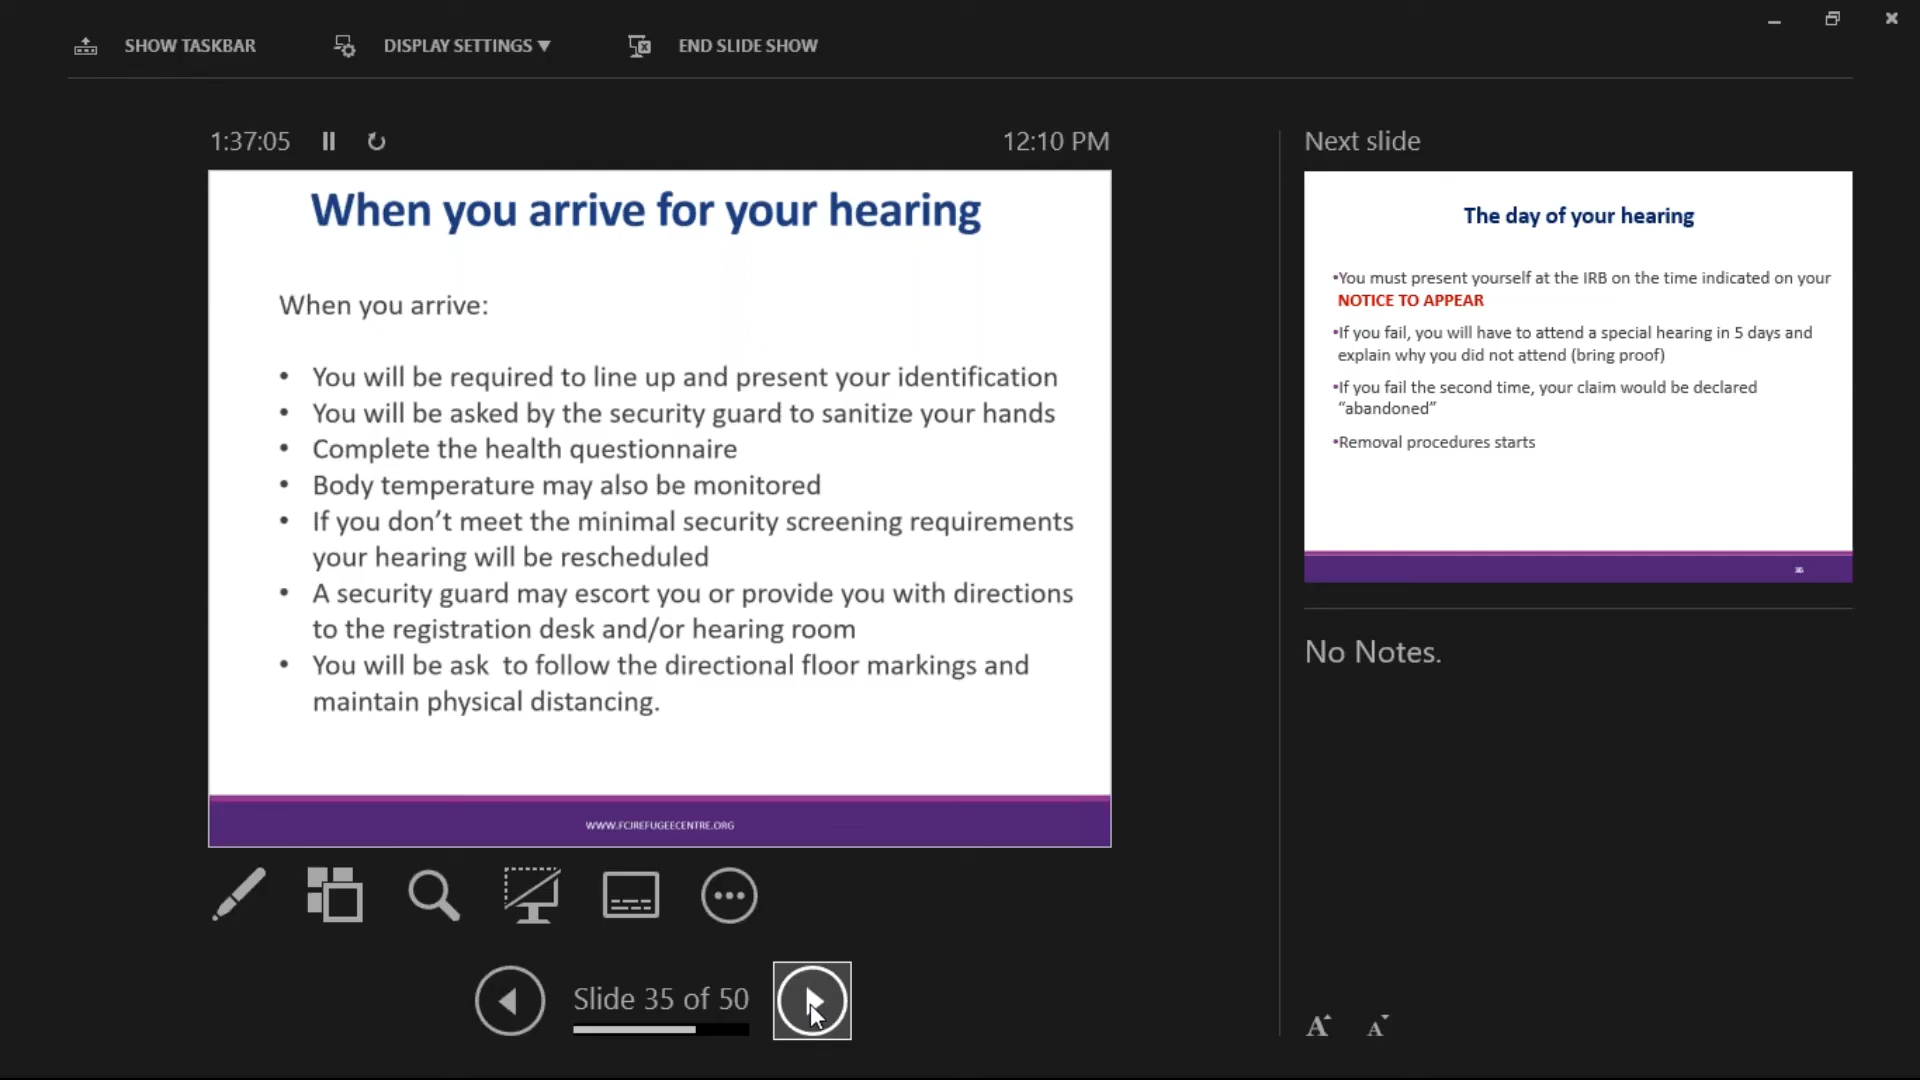 SHOW TASKBAR
DISPLAY SETTINGS ▼
END SLIDE SHOW
1:37:05
12:10 PM
When you arrive for your hearing
When you arrive:
• You will be required to line up and present your identification
• You will be asked by the security guard to sanitize your hands
• Complete the health questionnaire
• Body temperature may also be monitored
• If you don’t meet the minimal security screening requirements
your hearing will be rescheduled
• A security guard may escort you or provide you with directions
to the registration desk and/or hearing room
• You will be ask  to follow the directional floor markings and
maintain physical distancing.
WWW.FCJREFUGEECENTRE.ORG
Slide 35 of 50
Next slide
The day of your hearing
•You must present yourself at the IRB on the time indicated on your
NOTICE TO APPEAR
•If you fail, you will have to attend a special hearing in 5 days and
explain why you did not attend (bring proof)
•If you fail the second time, your claim would be declared
“abandoned”
•Removal procedures starts
36
No Notes.
A A